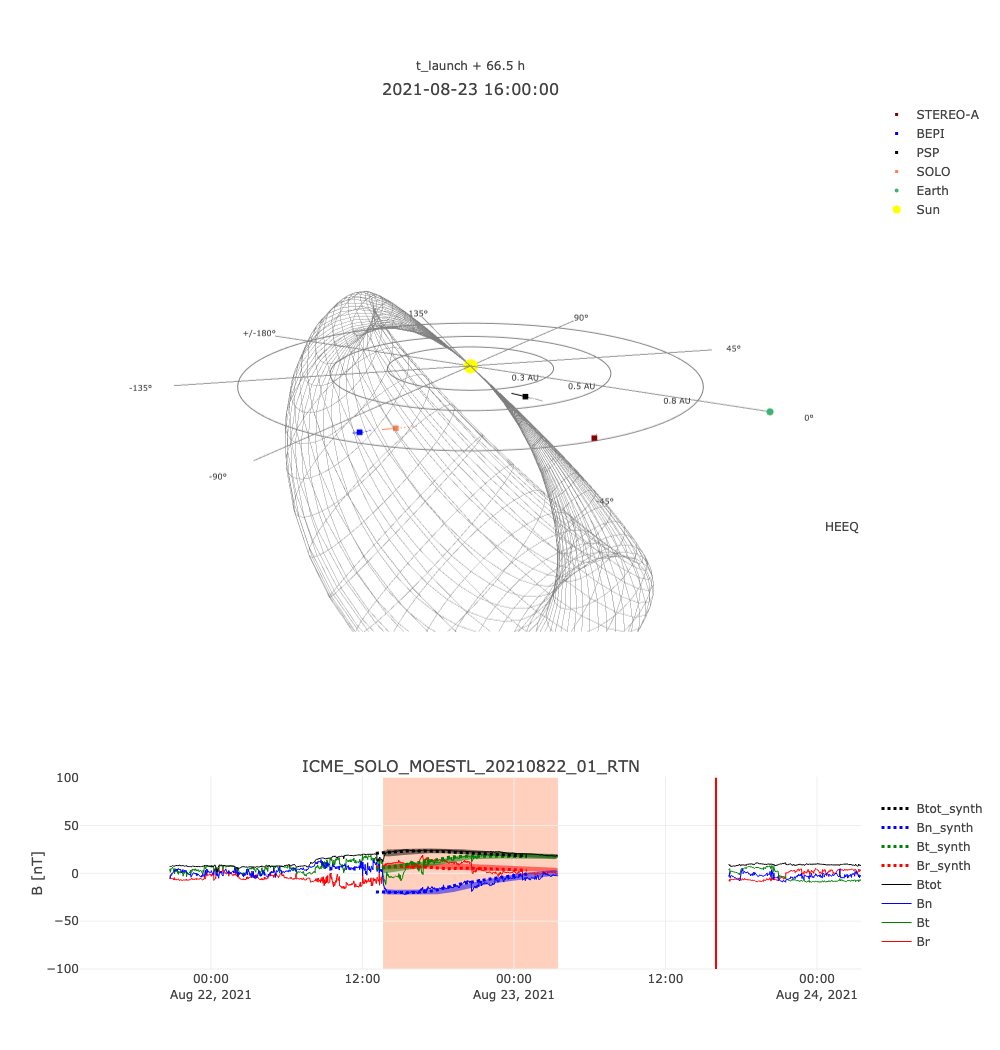 t_launch + 66.5 h
2021-08-23 16:00:00
STEREO-A
BEPI
PSP
SOLO
Earth
Sun
135°
90°
+/-180°
45°
-135°
0.3 AU
0.5 AU
0.8 AU
0°
-90°
-45°
HEEQ
ICME_SOLO_MOESTL_20210822_01_RTN
100
50
0
−50
−100
B [nT]
Btot_synth
Bn_synth
Bt_synth
Br_synth
Btot
Bn
Bt
Br
00:00 12:00 00:00 12:00 00:00
Aug 22, 2021 Aug 23, 2021 Aug 24, 2021